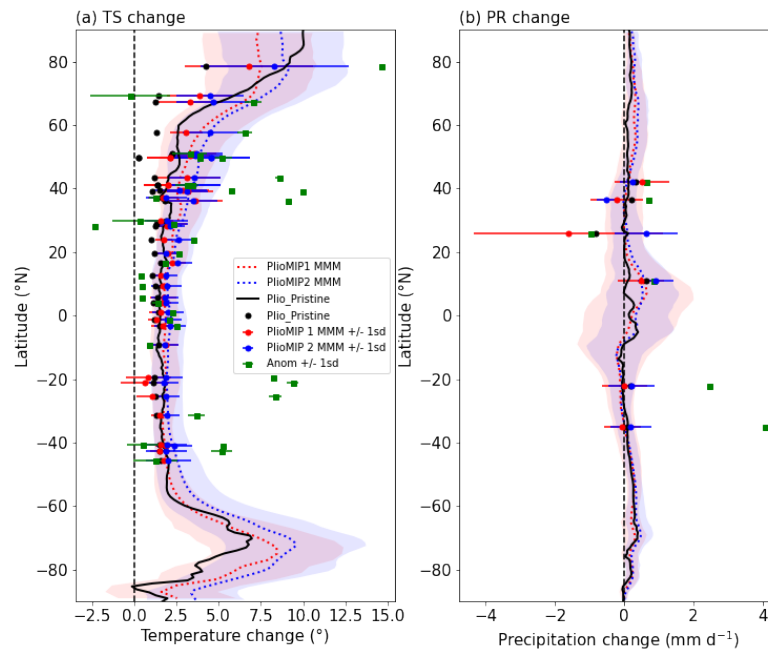 (a) TS change
(b) PR change
80
60
40
20
0
−20
−40
−60
−80
Latitude (°N)
−2.5 0.0 2.5 5.0 7.5 10.0 12.5 15.0
Temperature change (°)
PlioMIP1 MMM
PlioMIP2 MMM
Plio_Pristine
Plio_Pristine
PlioMIP 1 MMM +/- 1sd
PlioMIP 2 MMM +/- 1sd
Anom +/- 1sd
80
60
40
20
0
−20
−40
−60
−80
Latitude (°N)
−4 −2 0 2 4
Precipitation change (mm d⁻¹)